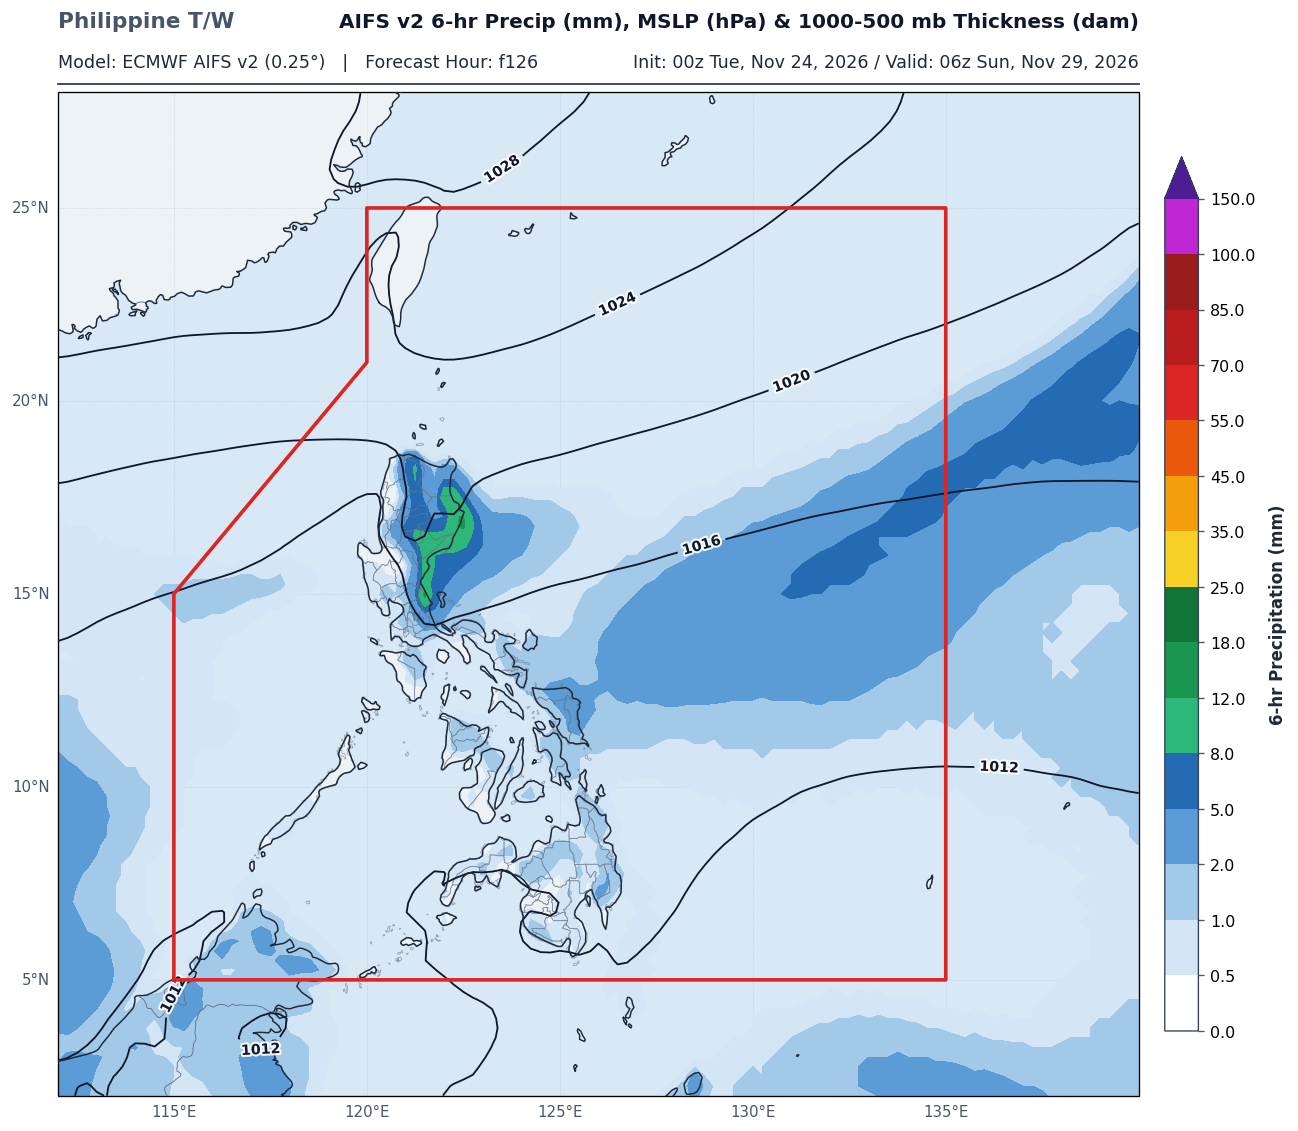 Philippine T/W
AIFS v2 6-hr Precip (mm), MSLP (hPa) & 1000-500 mb Thickness (dam)
Model: ECMWF AIFS v2 (0.25°) | Forecast Hour: f126
Init: 00z Tue, Nov 24, 2026 / Valid: 06z Sun, Nov 29, 2026
25°N
20°N
15°N
10°N
5°N
115°E
120°E
125°E
130°E
135°E
1028
1024
1020
1016
1012
1012
1012
150.0
100.0
85.0
70.0
55.0
45.0
35.0
25.0
18.0
12.0
8.0
5.0
2.0
1.0
0.5
0.0
6-hr Precipitation (mm)